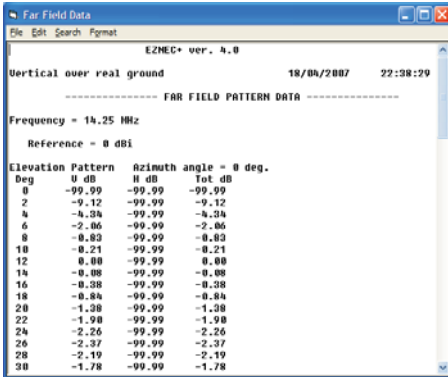 Far Field Data
File Edit Search Format
EZNEC+ ver. 4.0
Vertical over real ground 18/04/2007 22:38:29
--------------- FAR FIELD PATTERN DATA ---------------
Frequency = 14.25 MHz
Reference = 0 dBi
Elevation Pattern Azimuth angle = 0 deg.
Deg V dB H dB Tot dB
0 -99.99 -99.99 -99.99
2 -9.12 -99.99 -9.12
4 -4.34 -99.99 -4.34
6 -2.06 -99.99 -2.06
8 -0.83 -99.99 -0.83
10 -0.21 -99.99 -0.21
12 0.00 -99.99 0.00
14 -0.08 -99.99 -0.08
16 -0.38 -99.99 -0.38
18 -0.84 -99.99 -0.84
20 -1.38 -99.99 -1.38
22 -1.90 -99.99 -1.90
24 -2.26 -99.99 -2.26
26 -2.37 -99.99 -2.37
28 -2.19 -99.99 -2.19
30 -1.78 -99.99 -1.78